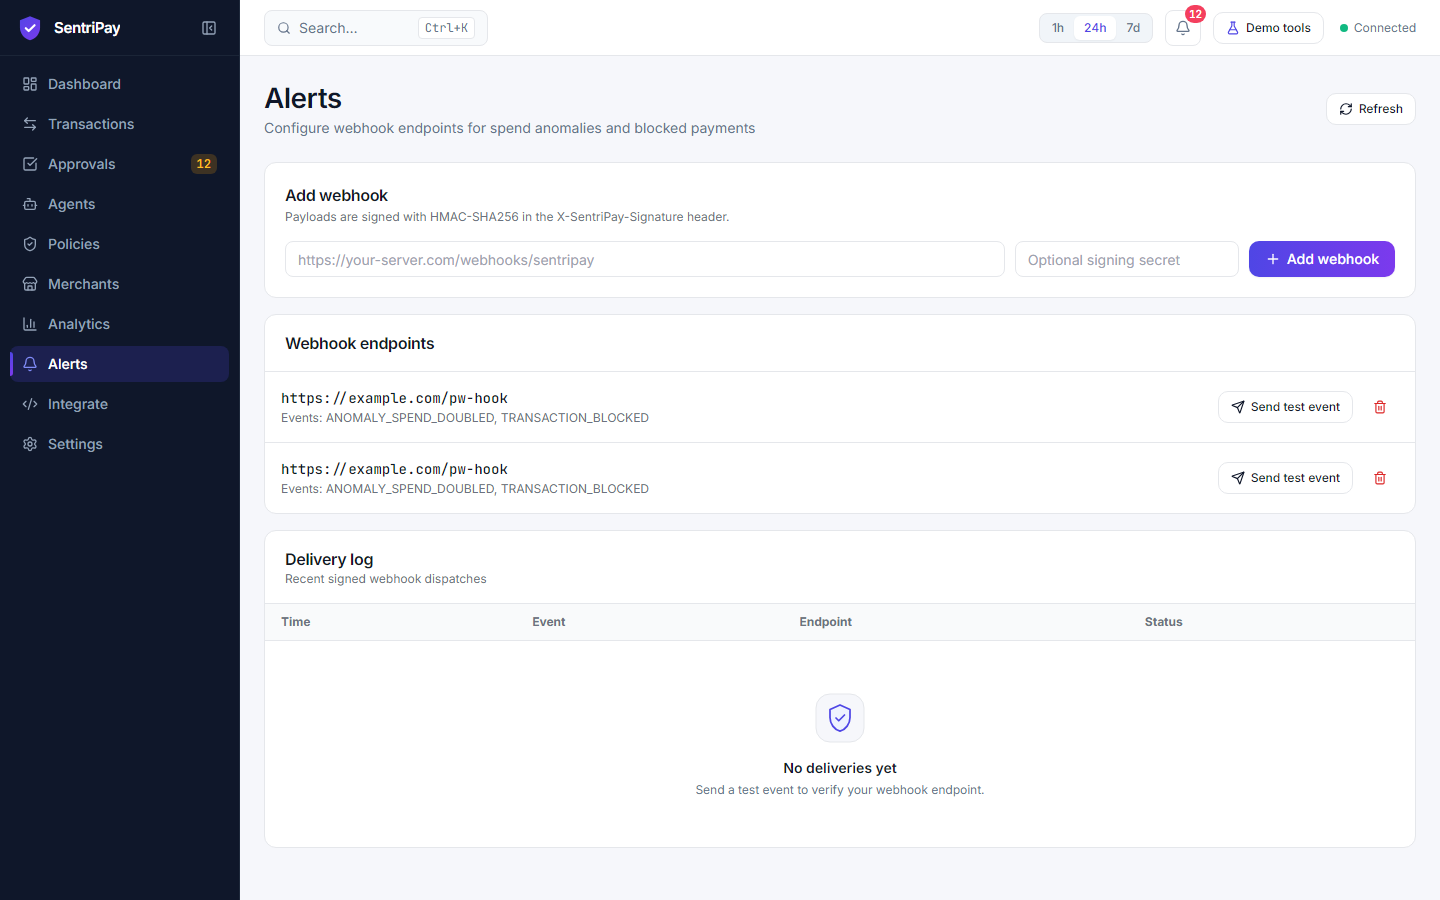 SentriPay
Search...
Ctrl+K
1h
24h
7d
12
Demo tools
Connected
Dashboard
Transactions
Approvals
12
Agents
Policies
Merchants
Analytics
Alerts
Integrate
Settings
Alerts
Configure webhook endpoints for spend anomalies and blocked payments
Refresh
Add webhook
Payloads are signed with HMAC-SHA256 in the X-SentriPay-Signature header.
https://your-server.com/webhooks/sentripay
Optional signing secret
+ Add webhook
Webhook endpoints
https://example.com/pw-hook
Events: ANOMALY_SPEND_DOUBLED, TRANSACTION_BLOCKED
Send test event
https://example.com/pw-hook
Events: ANOMALY_SPEND_DOUBLED, TRANSACTION_BLOCKED
Send test event
Delivery log
Recent signed webhook dispatches
Time
Event
Endpoint
Status
No deliveries yet
Send a test event to verify your webhook endpoint.